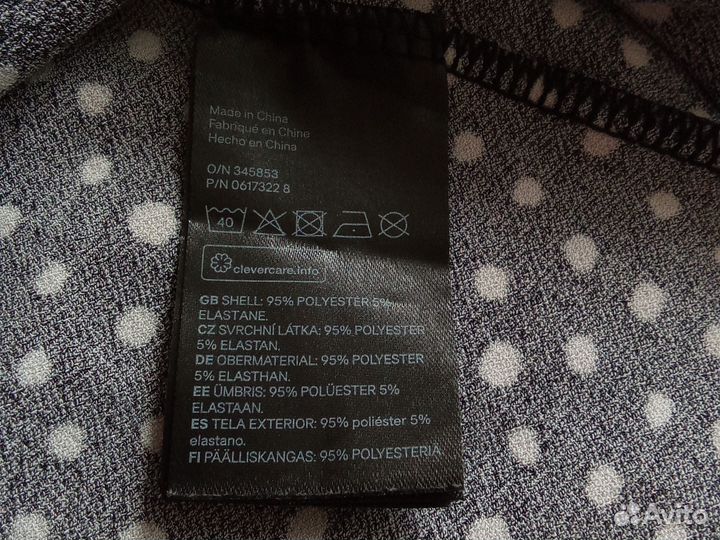 Made in China
Fabriqué en Chine
Hecho en China
O/N 345853
P/N 0617322 8
40
clevercare.info
GB SHELL: 95% POLYESTER 5%
ELASTANE.
CZ SVRCHNÍ LÁTKA: 95% POLYESTER
5% ELASTAN.
DE OBERMATERIAL: 95% POLYESTER
5% ELASTHAN.
EE ÜMBRIS: 95% POLÜESTER 5%
ELASTAAN.
ES TELA EXTERIOR: 95% poliéster 5%
elastano.
FI PÄÄLLISKANGAS: 95% POLYESTERIÄ
Avito